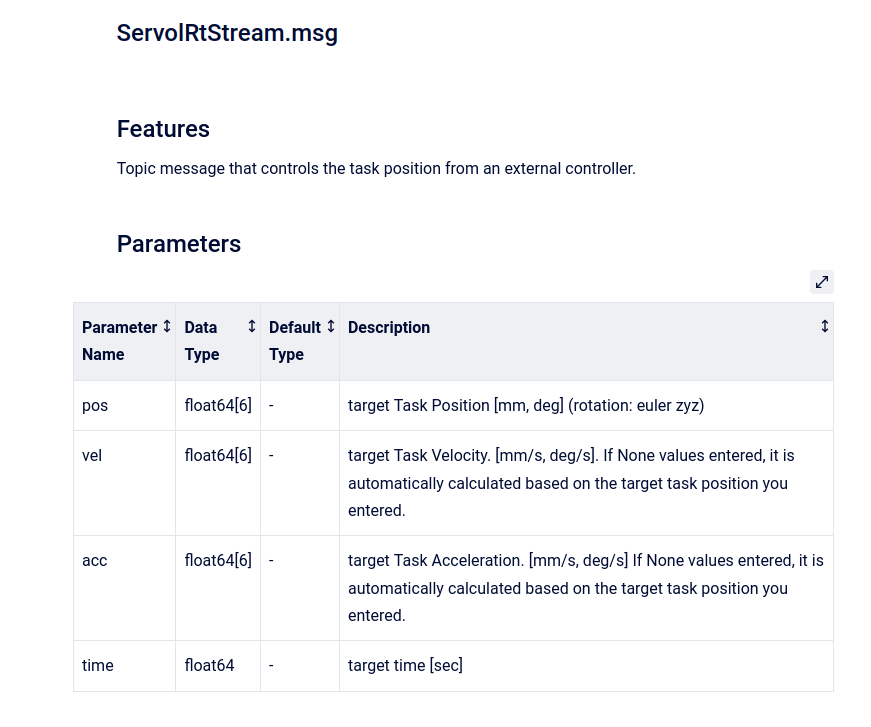 ServolRtStream.msg
Features
Topic message that controls the task position from an external controller.
Parameters
Parameter Name	Data Type	Default Type	Description
pos	float64[6]	-	target Task Position [mm, deg] (rotation: euler zyz)
vel	float64[6]	-	target Task Velocity. [mm/s, deg/s]. If None values entered, it is
automatically calculated based on the target task position you
entered.
acc	float64[6]	-	target Task Acceleration. [mm/s, deg/s] If None values entered, it is
automatically calculated based on the target task position you
entered.
time	float64	-	target time [sec]